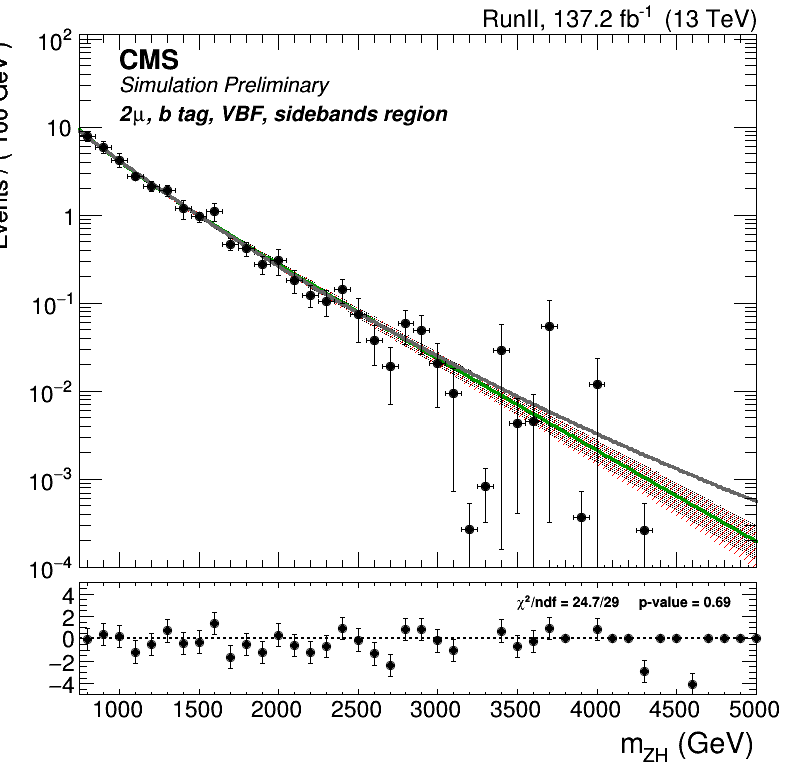 RunII, 137.2 fb⁻¹ (13 TeV)
CMS
Simulation Preliminary
2μ, b tag, VBF, sidebands region
Events / ( 100 GeV )
10²
10
1
10⁻¹
10⁻²
10⁻³
10⁻⁴
χ²/ndf = 24.7/29 p-value = 0.69
4
2
0
−2
−4
1000 1500 2000 2500 3000 3500 4000 4500 5000
m_ZH (GeV)